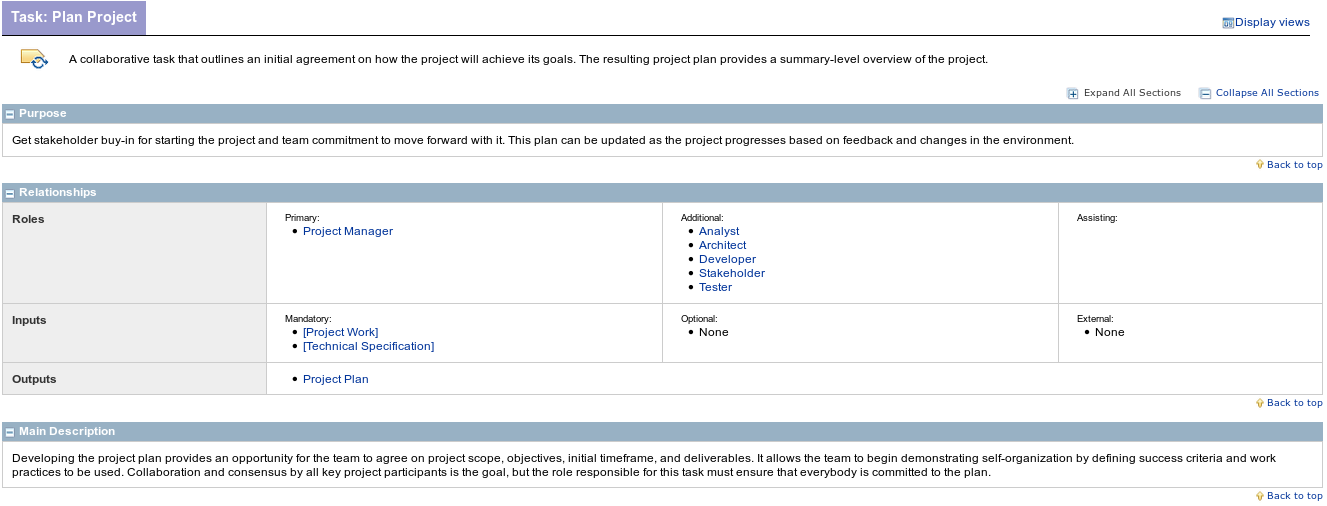 Task: Plan Project
Display views
A collaborative task that outlines an initial agreement on how the project will achieve its goals. The resulting project plan provides a summary-level overview of the project.
Expand All Sections Collapse All Sections
Purpose
Get stakeholder buy-in for starting the project and team commitment to move forward with it. This plan can be updated as the project progresses based on feedback and changes in the environment.
Back to top
Relationships
Roles
Primary:
• Project Manager
Additional:
• Analyst
• Architect
• Developer
• Stakeholder
• Tester
Assisting:
Inputs
Mandatory:
• [Project Work]
• [Technical Specification]
Optional:
• None
External:
• None
Outputs
• Project Plan
Back to top
Main Description
Developing the project plan provides an opportunity for the team to agree on project scope, objectives, initial timeframe, and deliverables. It allows the team to begin demonstrating self-organization by defining success criteria and work
practices to be used. Collaboration and consensus by all key project participants is the goal, but the role responsible for this task must ensure that everybody is committed to the plan.
Back to top